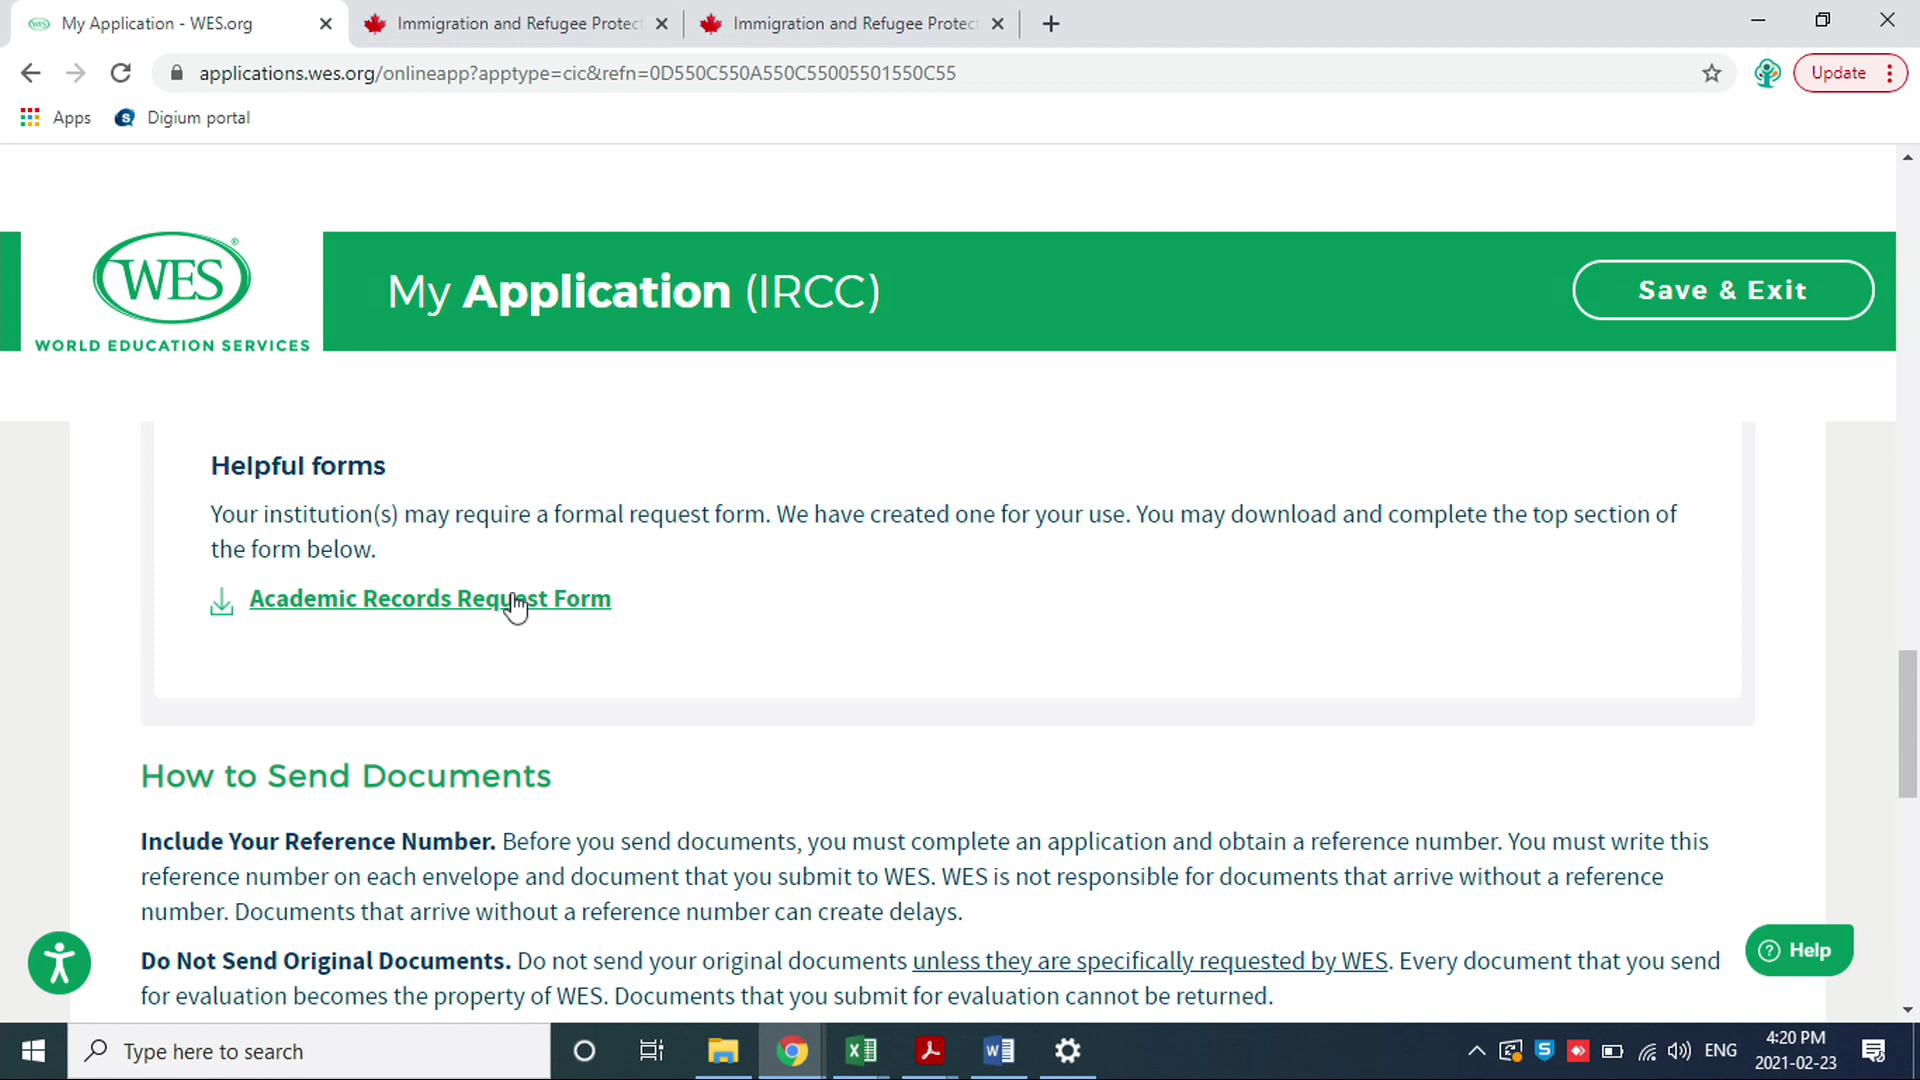 My Application - WES.org
Immigration and Refugee Protec
Immigration and Refugee Protec
applications.wes.org/onlineapp?apptype=cic&refn=0D550C550A550C55005501550C55
Update
Apps
Digium portal
WES
WORLD EDUCATION SERVICES
My Application (IRCC)
Save & Exit
Helpful forms
Your institution(s) may require a formal request form. We have created one for your use. You may download and complete the top section of
the form below.
Academic Records Request Form
How to Send Documents
Include Your Reference Number. Before you send documents, you must complete an application and obtain a reference number. You must write this
reference number on each envelope and document that you submit to WES. WES is not responsible for documents that arrive without a reference
number. Documents that arrive without a reference number can create delays.
Do Not Send Original Documents. Do not send your original documents unless they are specifically requested by WES. Every document that you send
for evaluation becomes the property of WES. Documents that you submit for evaluation cannot be returned.
Help
Type here to search
ENG
4:20 PM
2021-02-23